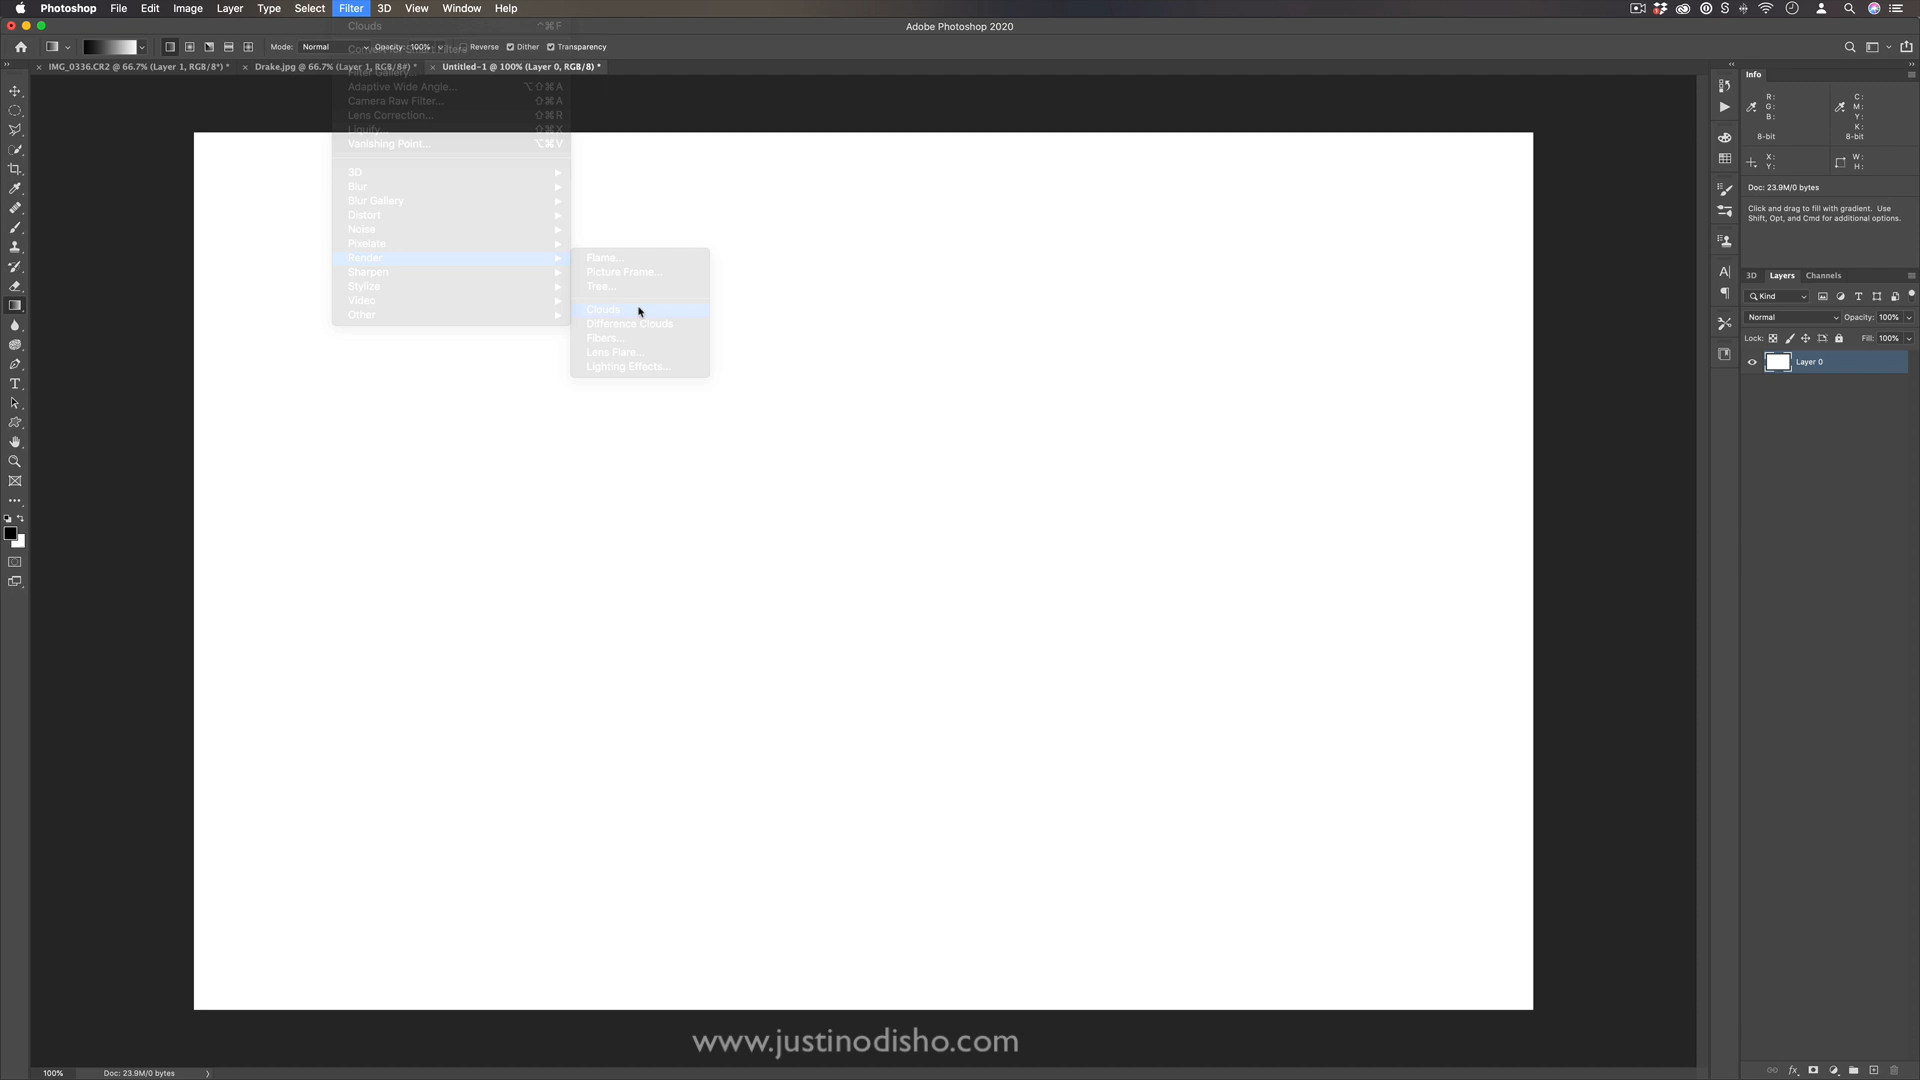 Photoshop File Edit Image Layer Type Select Filter 3D View Window Help
Adobe Photoshop 2020
Mode: Normal Opacity: 100% Reverse Dither Transparency
IMG_0336.CR2 @ 66.7% (Layer 1, RGB/8*) * Drake.jpg @ 66.7% (Layer 1, RGB/8#) * Untitled-1 @ 100% (Layer 0, RGB/8) *
Clouds ^⌘F
Convert for Smart Filters
Filter Gallery...
Adaptive Wide Angle... ⌥⇧⌘A
Camera Raw Filter... ⇧⌘A
Lens Correction... ⇧⌘R
Liquify... ⇧⌘X
Vanishing Point... ⌥⌘V
3D
Blur
Blur Gallery
Distort
Noise
Pixelate
Render
Sharpen
Stylize
Video
Other
Flame...
Picture Frame...
Tree...
Clouds
Difference Clouds
Fibers...
Lens Flare...
Lighting Effects...
Info
R: C:
G: M:
B: Y:
K:
8-bit 8-bit
X: W:
Y: H:
Doc: 23.9M/0 bytes
Click and drag to fill with gradient. Use
Shift, Opt, and Cmd for additional options.
3D Layers Channels
Kind
Normal Opacity: 100%
Lock: Fill: 100%
Layer 0
www.justinodisho.com
100% Doc: 23.9M/0 bytes